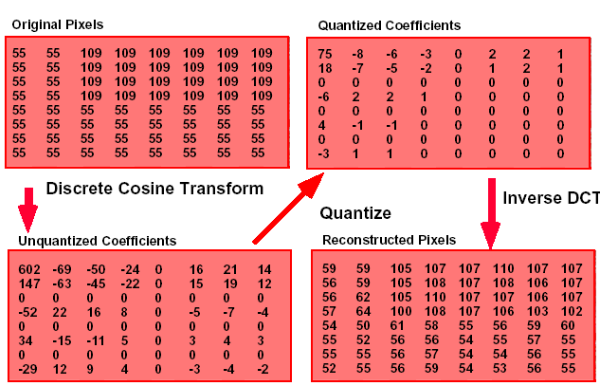 Original Pixels
55 55 109 109 109 109 109 109
55 55 109 109 109 109 109 109
55 55 109 109 109 109 109 109
55 55 109 109 109 109 109 109
55 55 55 55 55 55 55 55
55 55 55 55 55 55 55 55
55 55 55 55 55 55 55 55
55 55 55 55 55 55 55 55
Quantized Coefficients
75 -8 -6 -3 0 2 2 1
18 -7 -5 -2 0 1 2 1
0 0 0 0 0 0 0 0
-6 2 2 1 0 0 0 0
0 0 0 0 0 0 0 0
4 -1 -1 0 0 0 0 0
0 0 0 0 0 0 0 0
-3 1 1 0 0 0 0 0
Discrete Cosine Transform
Quantize
Inverse DCT
Unquantized Coefficients
602 -69 -50 -24 0 16 21 14
147 -63 -45 -22 0 15 19 12
0 0 0 0 0 0 0 0
-52 22 16 8 0 -5 -7 -4
0 0 0 0 0 0 0 0
34 -15 -11 5 0 3 4 3
0 0 0 0 0 0 0 0
-29 12 9 4 0 -3 -4 -2
Reconstructed Pixels
59 59 105 107 107 110 107 107
56 59 105 108 107 108 106 107
56 62 105 110 107 107 106 107
57 64 100 108 107 106 103 102
54 50 61 58 55 56 59 60
55 52 56 56 54 55 57 55
55 55 56 57 54 54 56 55
52 55 56 59 54 53 56 55